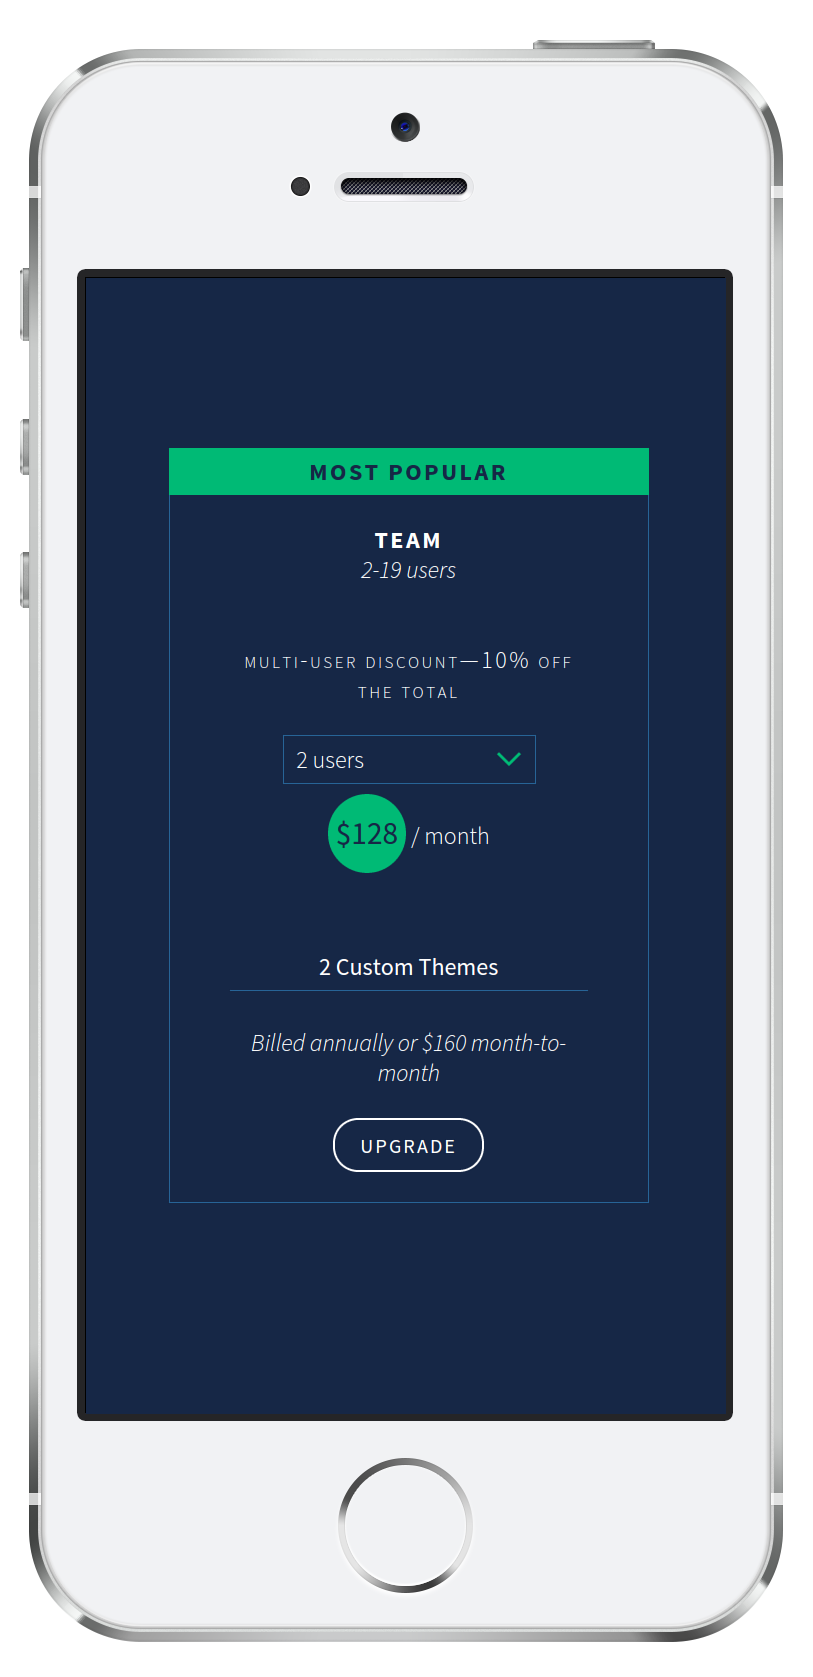 MOST POPULAR
TEAM
2-19 users
MULTI-USER DISCOUNT—10% OFF
THE TOTAL
2 users
$128 / month
2 Custom Themes
Billed annually or $160 month-to-
month
UPGRADE